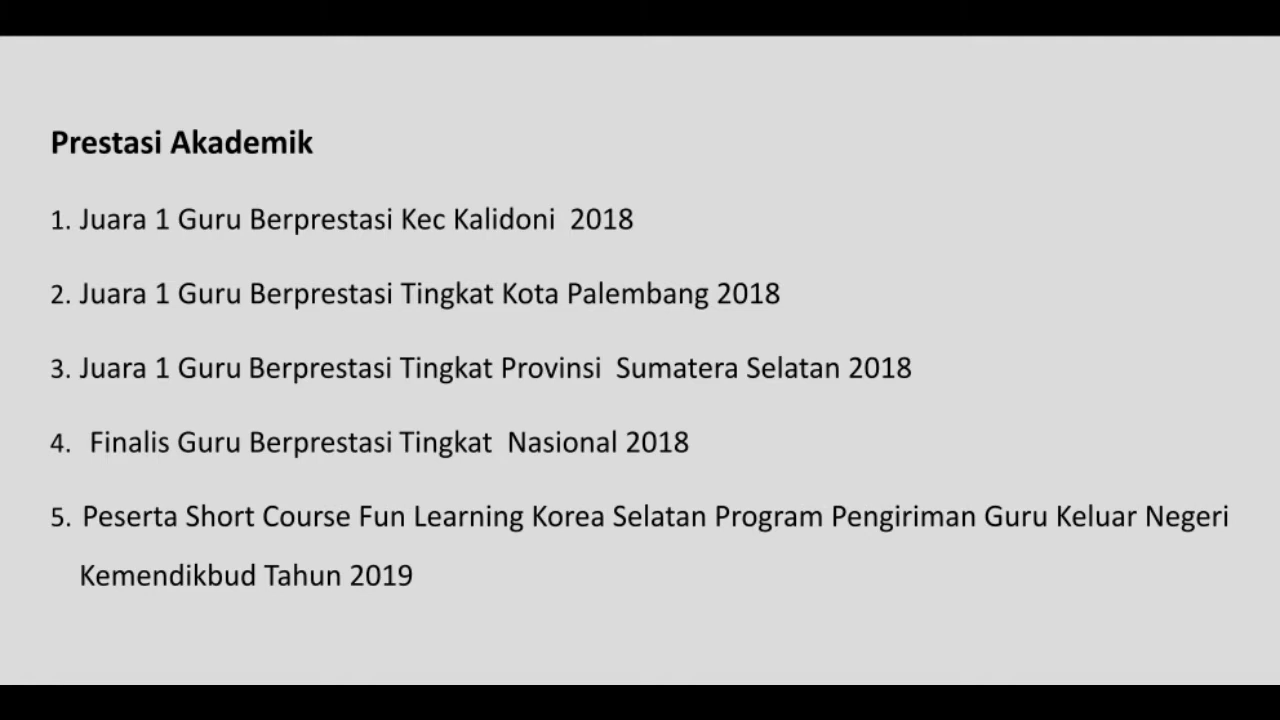 Prestasi Akademik
1. Juara 1 Guru Berprestasi Kec Kalidoni  2018
2. Juara 1 Guru Berprestasi Tingkat Kota Palembang 2018
3. Juara 1 Guru Berprestasi Tingkat Provinsi  Sumatera Selatan 2018
4.  Finalis Guru Berprestasi Tingkat  Nasional 2018
5. Peserta Short Course Fun Learning Korea Selatan Program Pengiriman Guru Keluar Negeri
Kemendikbud Tahun 2019